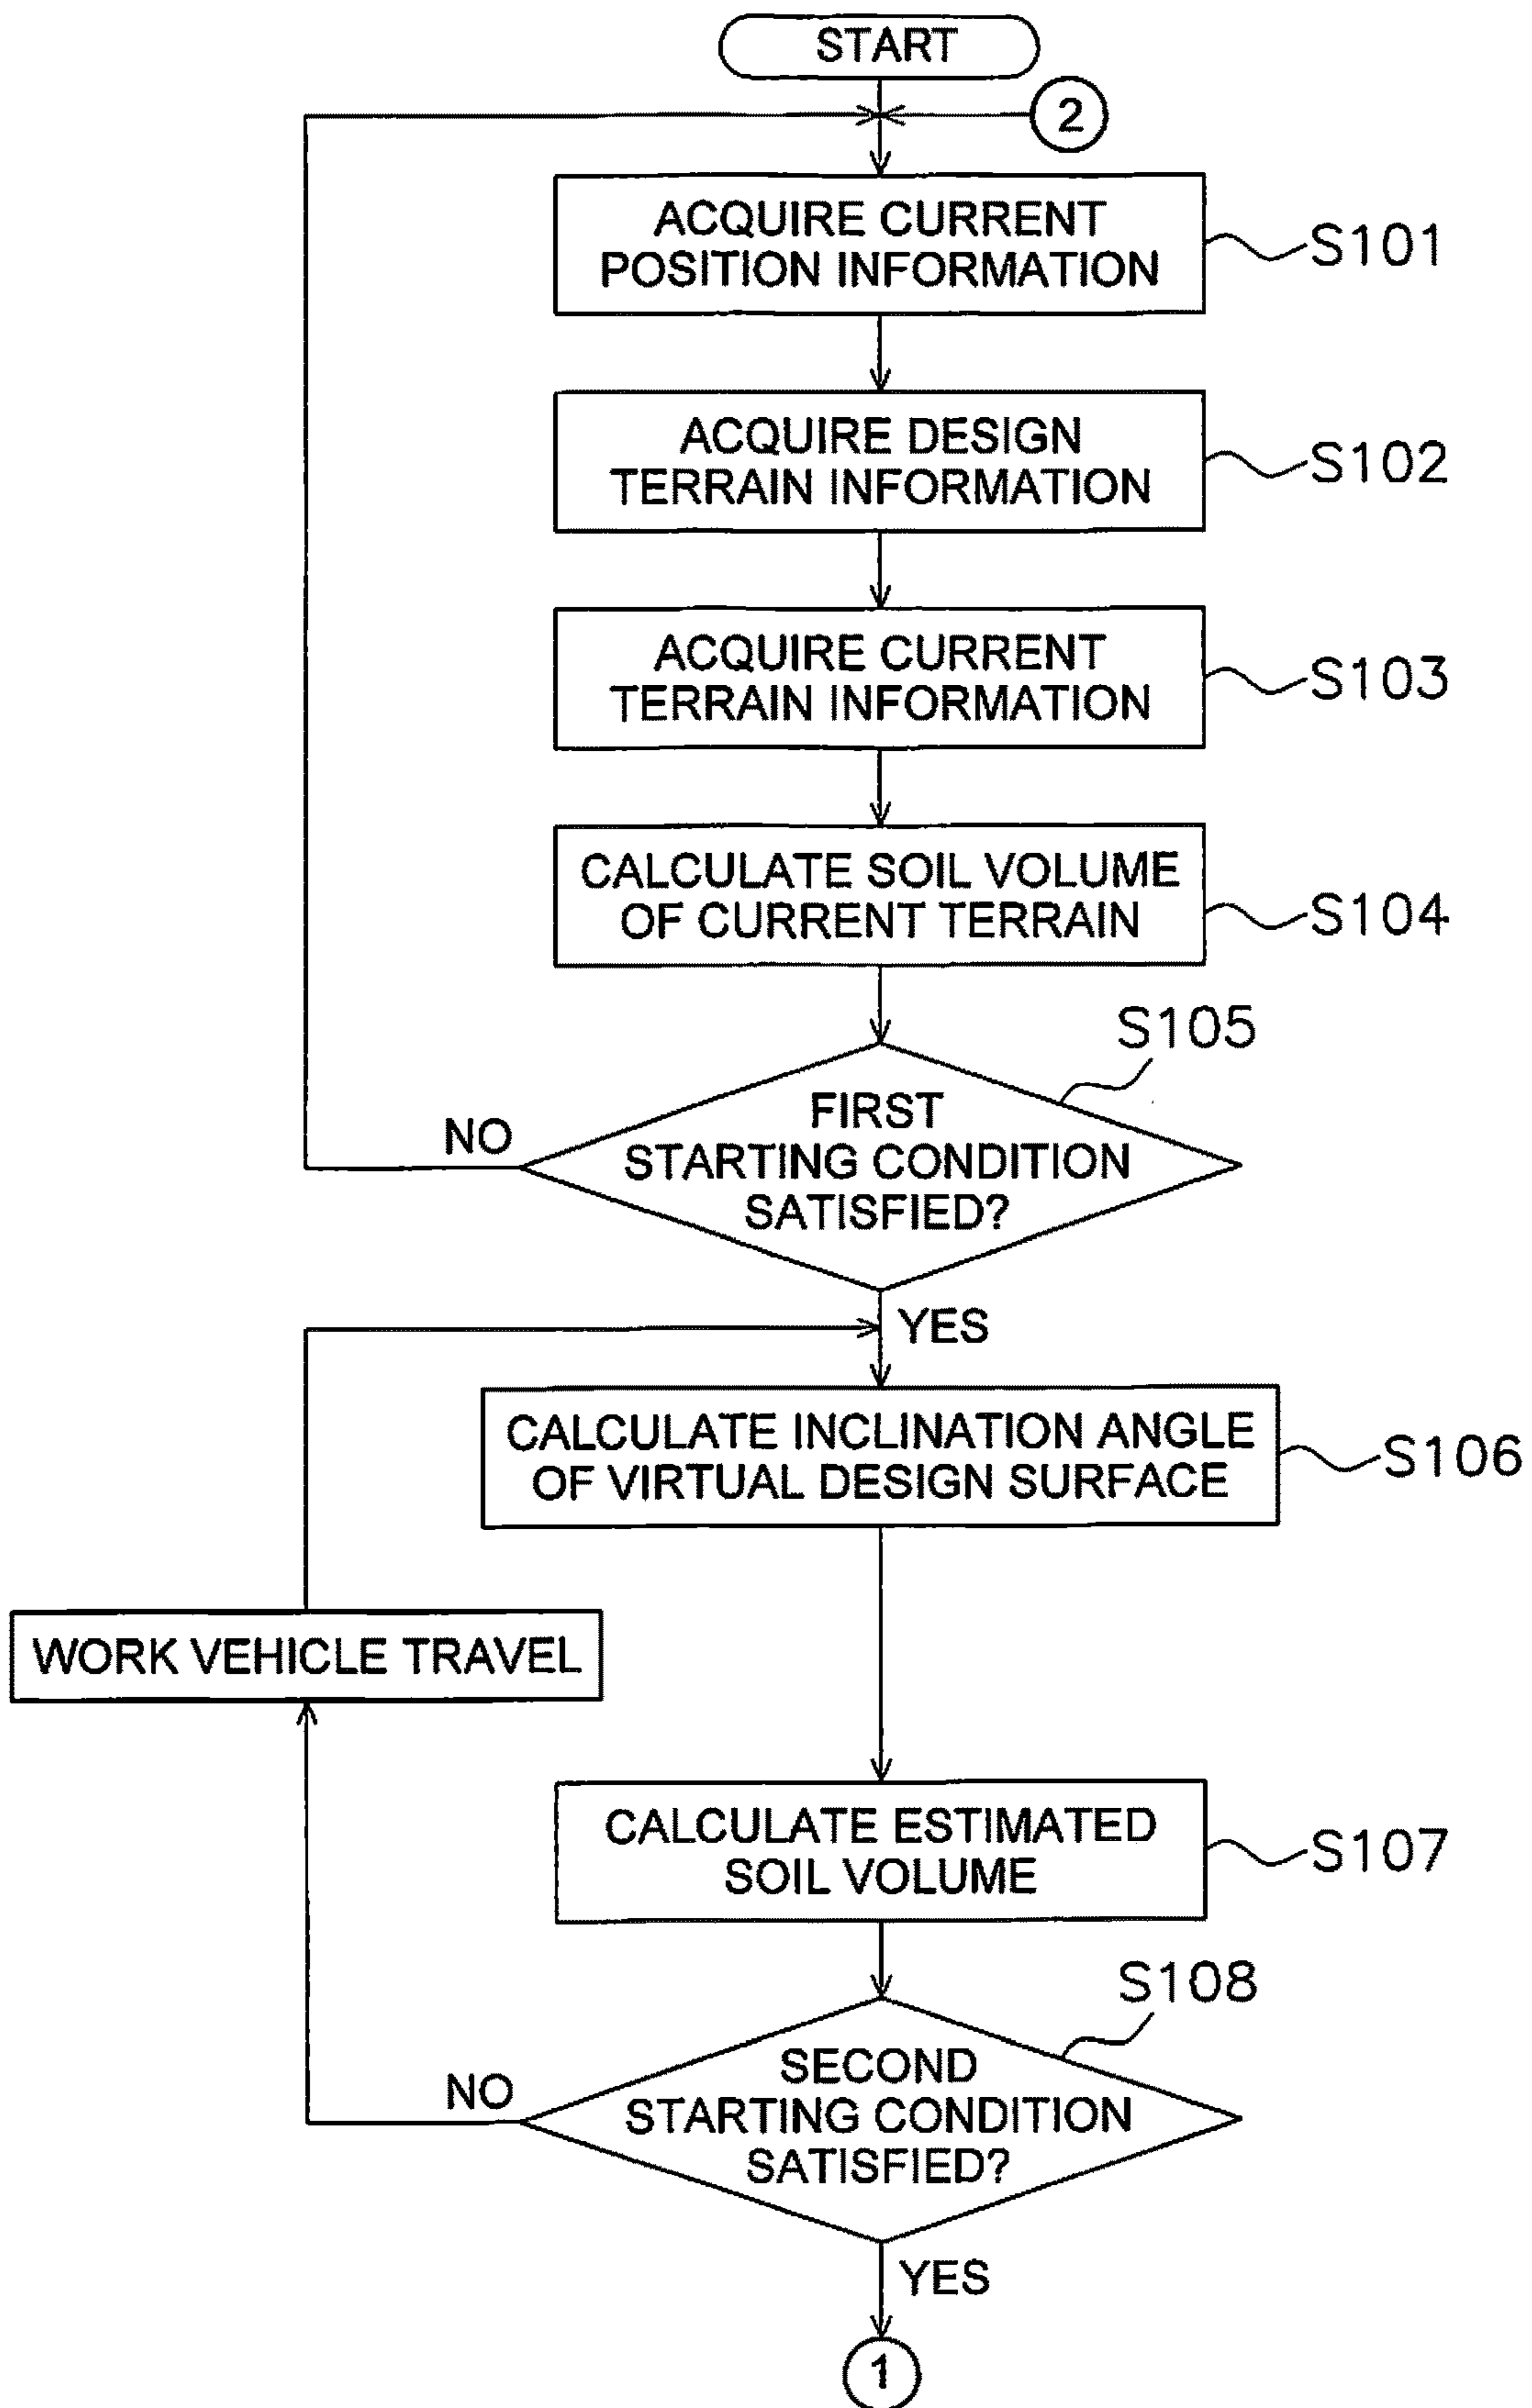 START
2
ACQUIRE CURRENT
POSITION INFORMATION
S101
ACQUIRE DESIGN
TERRAIN INFORMATION
S102
ACQUIRE CURRENT
TERRAIN INFORMATION
S103
CALCULATE SOIL VOLUME
OF CURRENT TERRAIN
S104
S105
FIRST
STARTING CONDITION
SATISFIED?
NO
YES
CALCULATE INCLINATION ANGLE
OF VIRTUAL DESIGN SURFACE
S106
WORK VEHICLE TRAVEL
CALCULATE ESTIMATED
SOIL VOLUME
S107
S108
SECOND
STARTING CONDITION
SATISFIED?
NO
YES
1